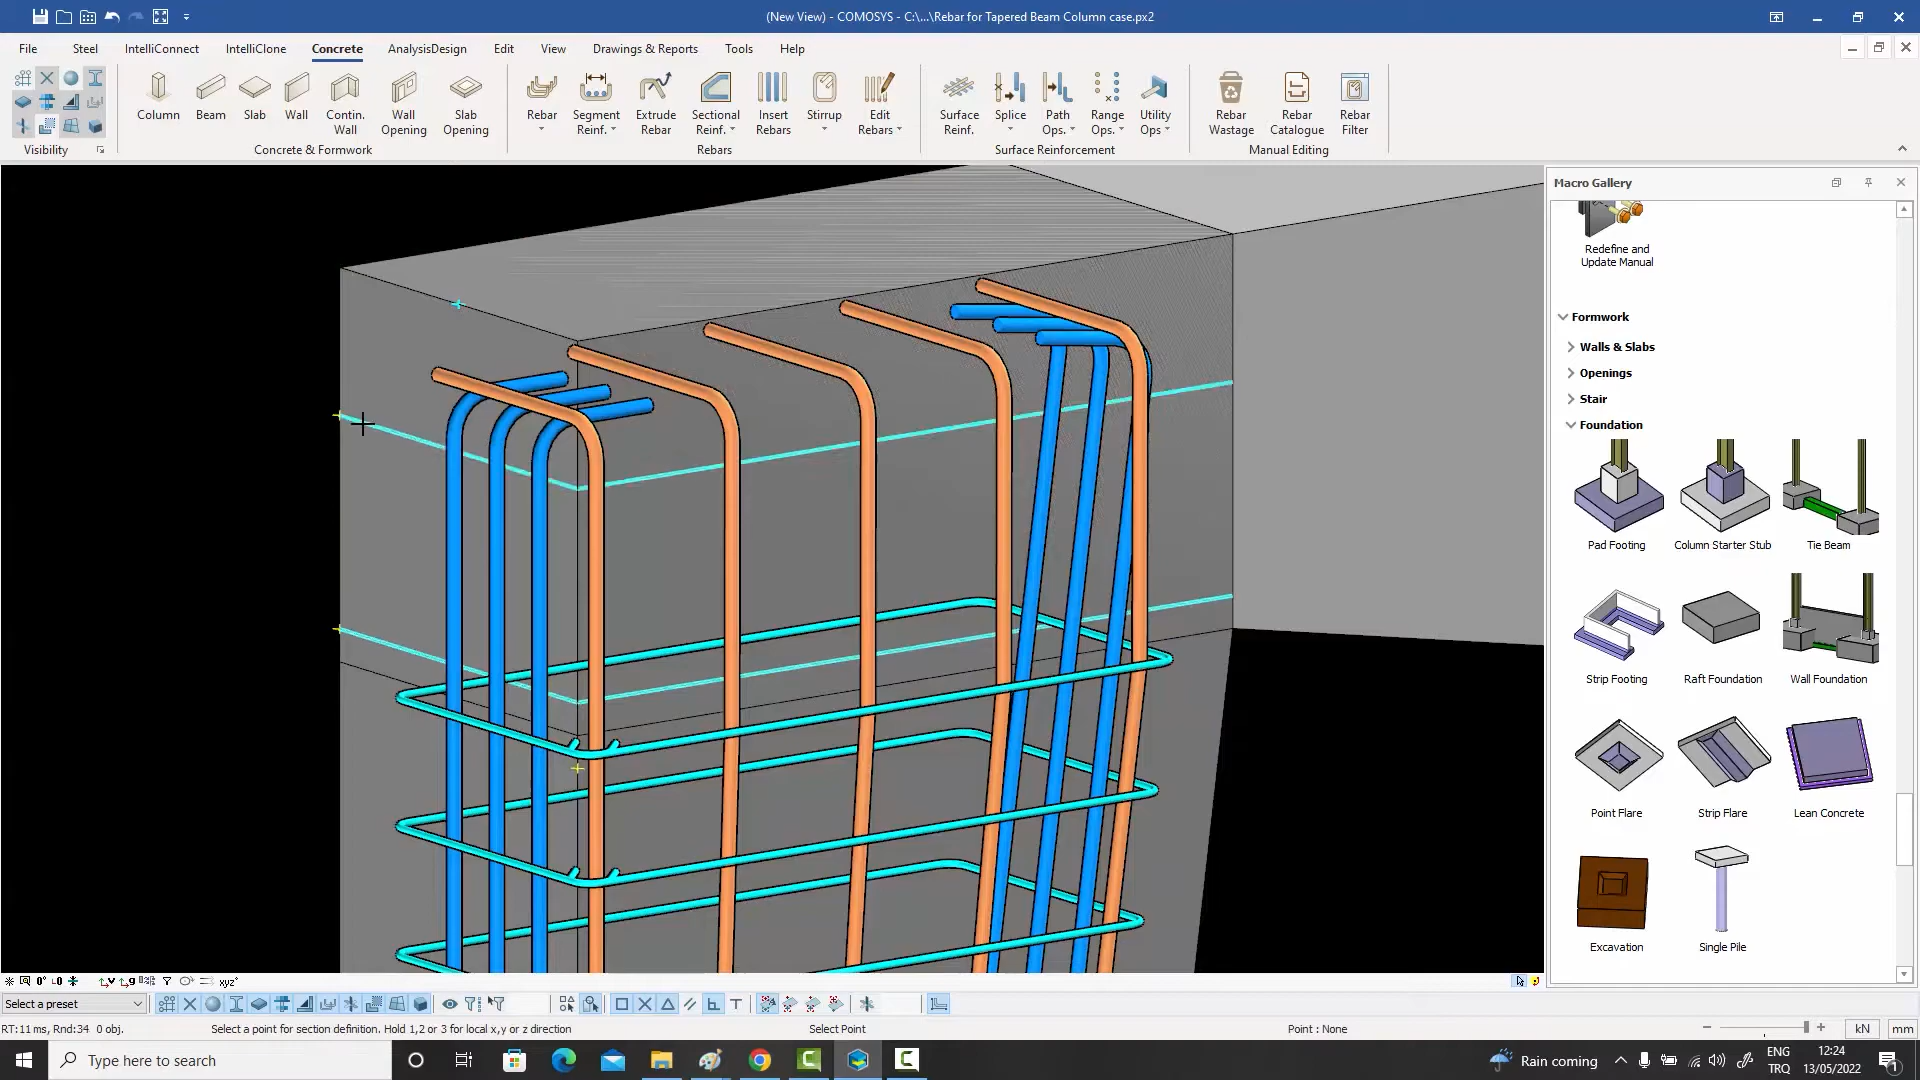 (New View) - COMOSYS - C:\...\Rebar for Tapered Beam Column case.px2
File Steel IntelliConnect IntelliClone Concrete AnalysisDesign Edit View Drawings & Reports Tools Help
Column Beam Slab Wall Contin. Wall Wall Opening Slab Opening
Rebar Segment Reinf. Extrude Rebar Sectional Reinf. Insert Rebars Stirrup Edit Rebars
Surface Reinf. Splice Path Ops. Range Ops. Utility Ops
Rebar Wastage Rebar Catalogue Rebar Filter
Visibility Concrete & Formwork Rebars Surface Reinforcement Manual Editing
Macro Gallery
Redefine and
Update Manual
Formwork
Walls & Slabs
Openings
Stair
Foundation
Pad Footing Column Starter Stub Tie Beam
Strip Footing Raft Foundation Wall Foundation
Point Flare Strip Flare Lean Concrete
Excavation Single Pile
xyz
Select a preset
RT:11 ms, Rnd:34 0 obj. Select a point for section definition. Hold 1,2 or 3 for local x,y or z direction Select Point Point : None kN mm
Type here to search
Rain coming
ENG
TRQ
12:24
13/05/2022
1